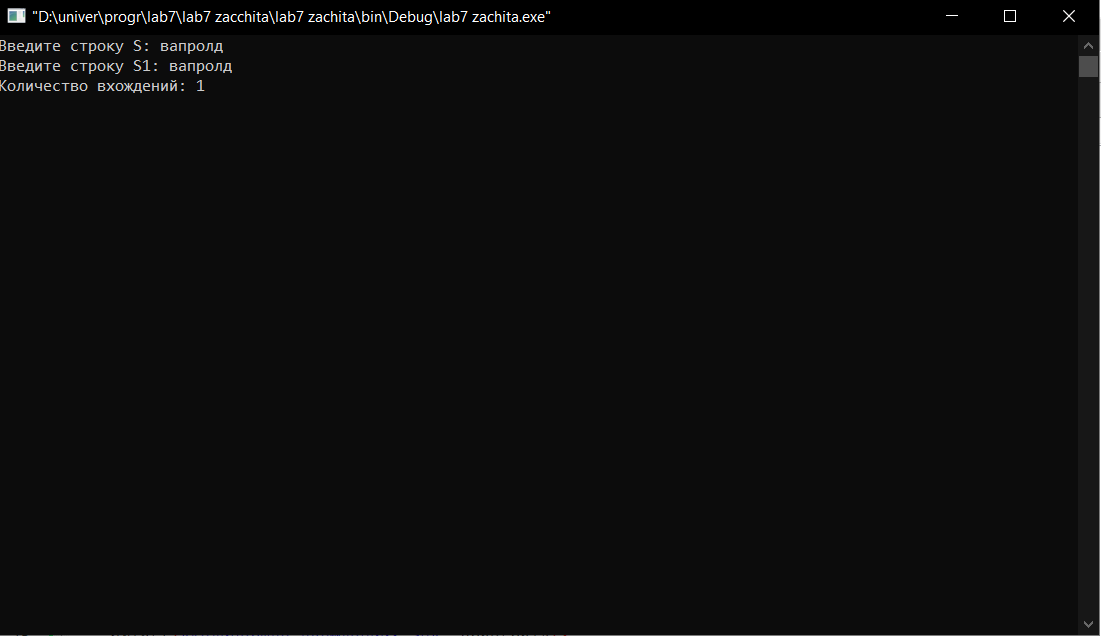 "D:\univer\progr\lab7\lab7 zacchita\lab7 zachita\bin\Debug\lab7 zachita.exe"
Введите строку S: вапролд
Введите строку S1: вапролд
Количество вхождений: 1